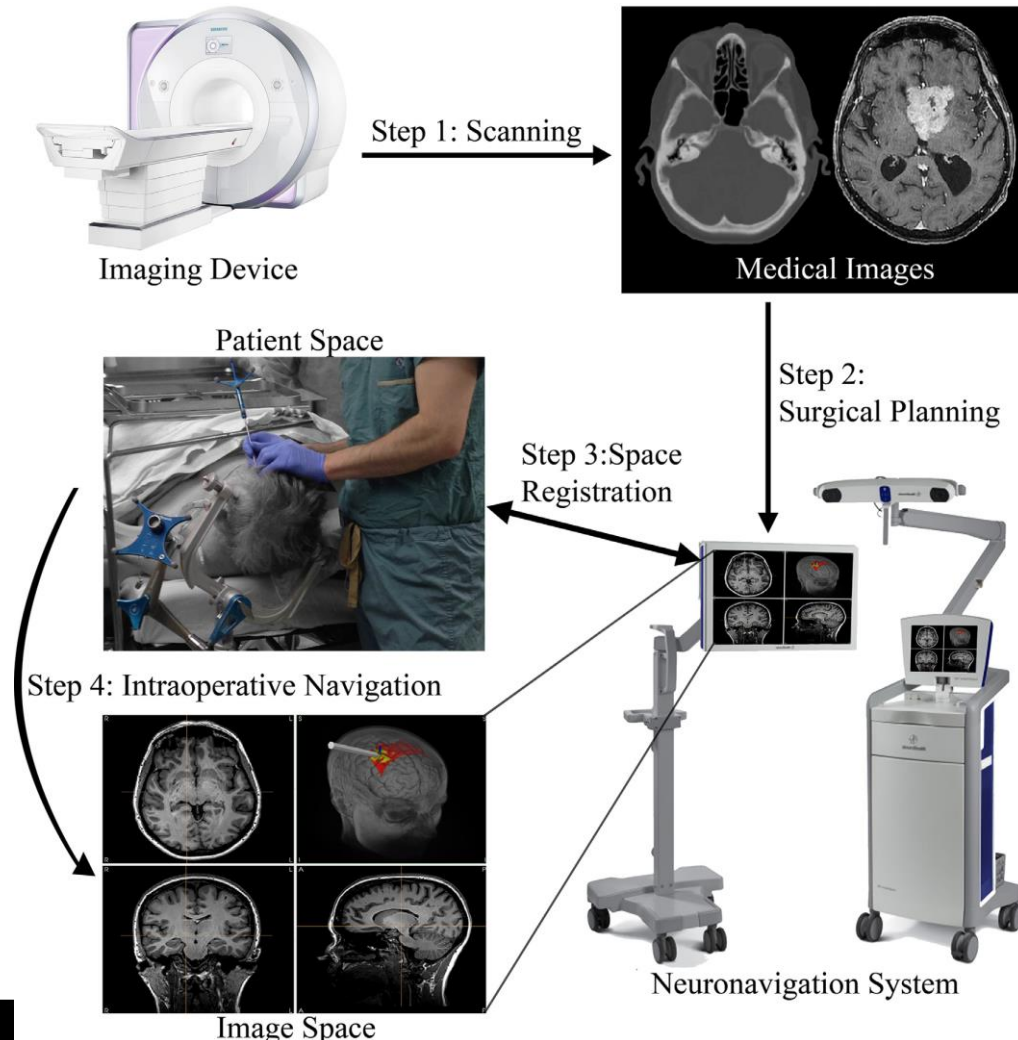 SIEMENS
Step 1: Scanning
Imaging Device
Medical Images
Patient Space
Step 2:
Surgical Planning
Step 3:Space
Registration
Step 4: Intraoperative Navigation
R
L
S
R
L
I
A
P
R
L
Neuronavigation System
Image Space